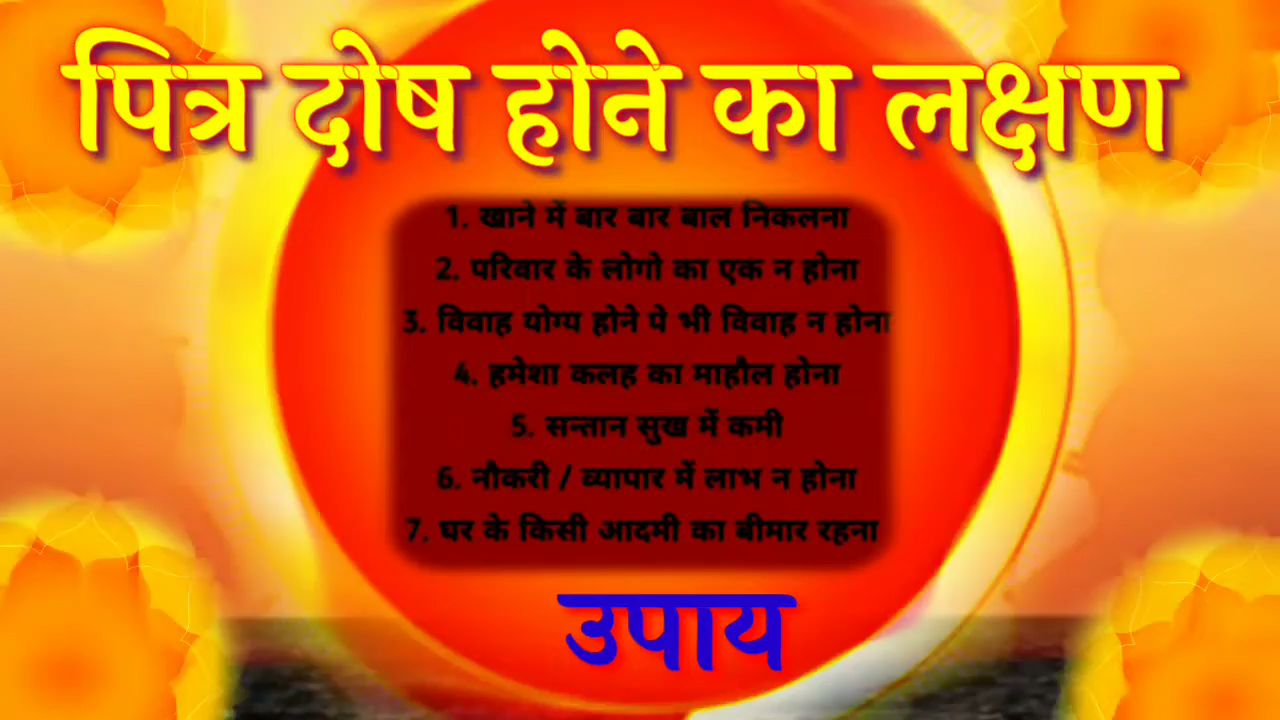 पित्र दोष होने का लक्षण
1. खाने में बार बार बाल निकलना
2. परिवार के लोगो का एक न होना
3. विवाह योग्य होने पे भी विवाह न होना
4. हमेशा कलह का माहौल होना
5. सन्तान सुख में कमी
6. नौकरी / व्यापार में लाभ न होना
7. घर के किसी आदमी का बीमार रहना
उपाय